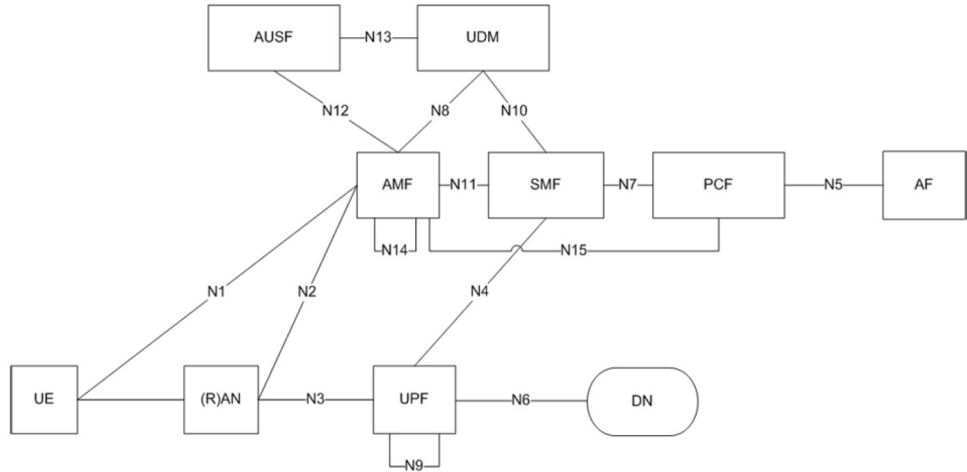 AUSF
N13
UDM
N12
N8
N10
AMF
N11
SMF
N7
PCF
N5
AF
N14
N15
N1
N2
N4
UE
(R)AN
N3
UPF
N6
DN
N9